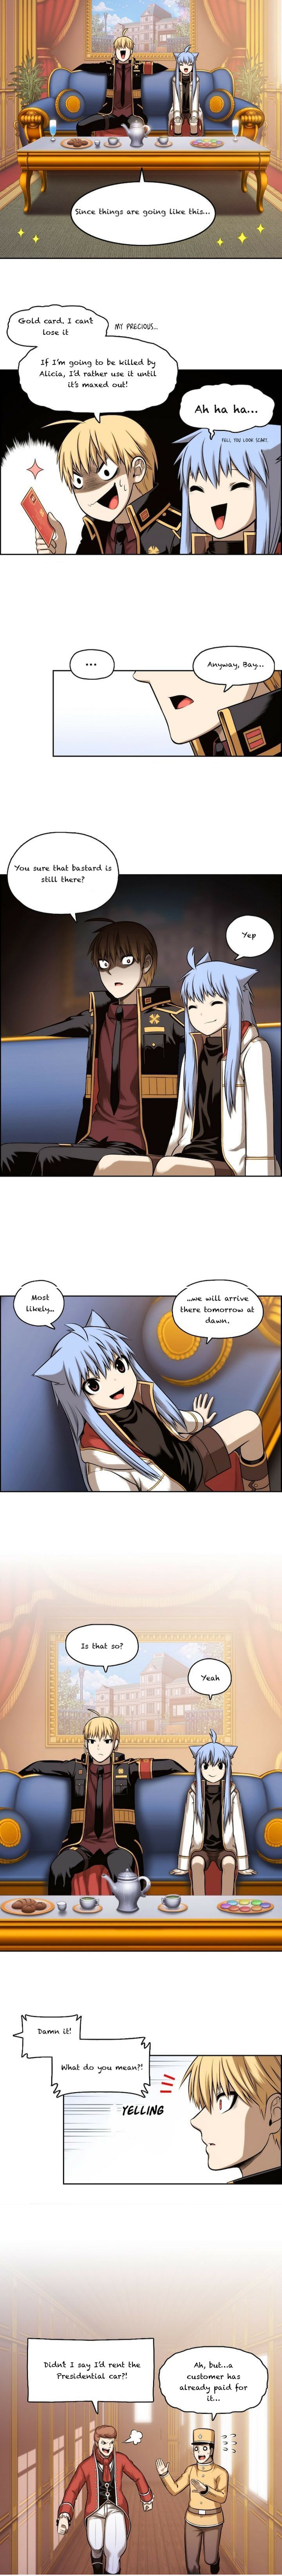 Since things are going like this...
Gold card. I can't
lose it
MY PRECIOUS...
If I'm going to be killed by
Alicia, I'd rather use it until
it's maxed out!
Ah ha ha...
FELL, YOU LOOK SCARY.
...
Anyway, Bay...
You sure that bastard is
still there?
Yep
Most
likely...
...we will arrive
there tomorrow at
dawn.
Is that so?
Yeah
Damn it!
What do you mean?!
YELLING
Didn't I say I'd rent the
Presidential car?!
Ah, but...a
customer has
already paid for
it...